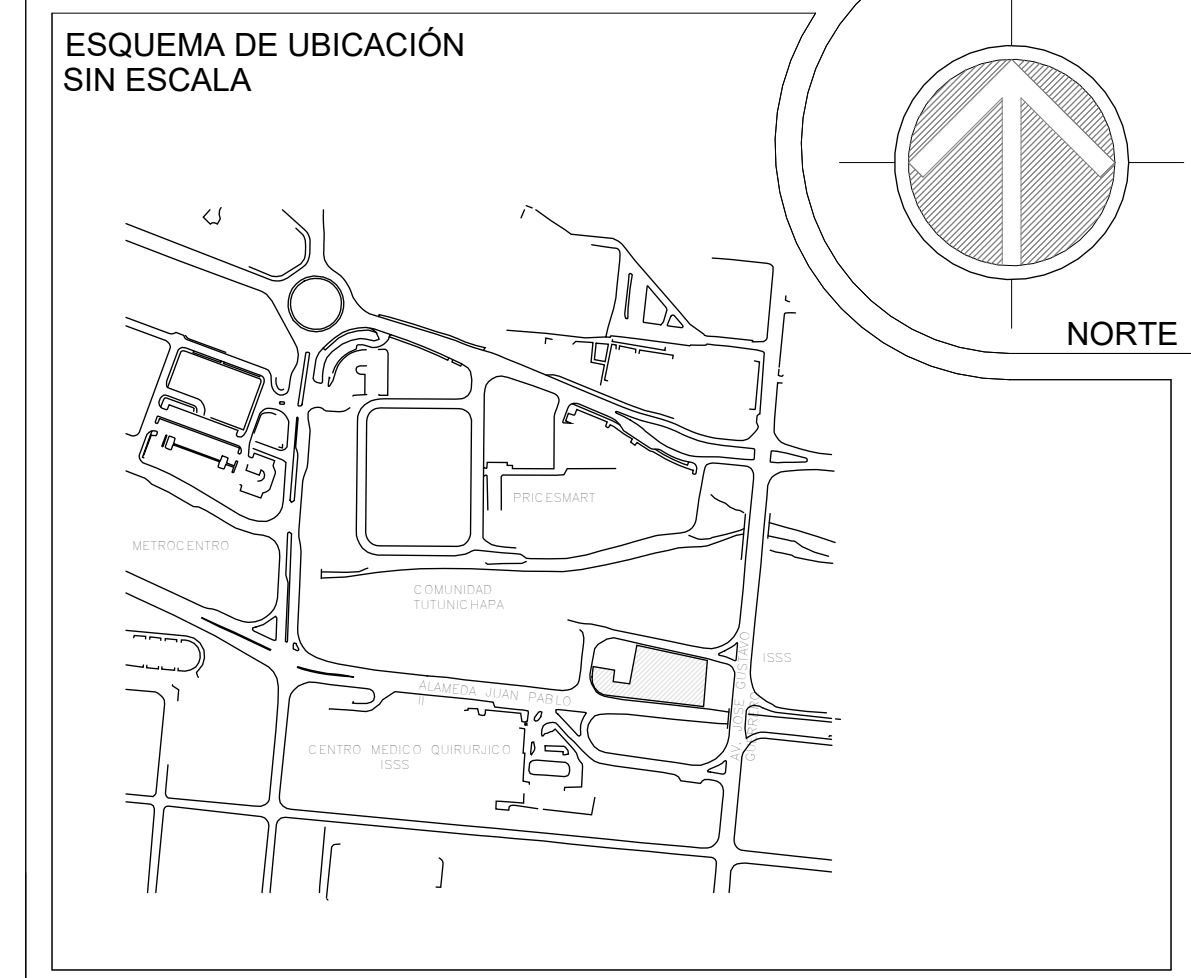 ESQUEMA DE UBICACIÓN
SIN ESCALA
NORTE
PRICESMART
METROCENTRO
COMUNIDAD
TUTUNICHAPA
ISSS
ALAMEDA JUAN PABLO
II
AV. JOSE GUSTAVO
GUERRERO
CENTRO MEDICO QUIRURJICO
ISSS